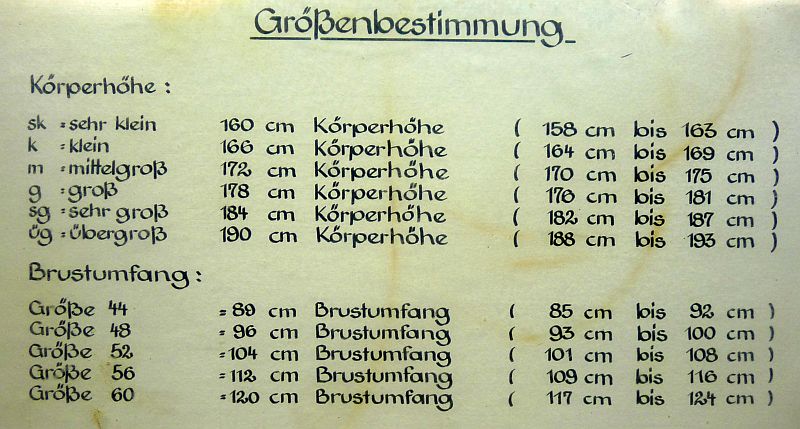 Größenbestimmung
Körperhöhe :
sk = sehr klein 160 cm Körperhöhe ( 158 cm bis 163 cm )
k = klein 166 cm Körperhöhe ( 164 cm bis 169 cm )
m = mittelgroß 172 cm Körperhöhe ( 170 cm bis 175 cm )
g = groß 178 cm Körperhöhe ( 176 cm bis 181 cm )
sg = sehr groß 184 cm Körperhöhe ( 182 cm bis 187 cm )
üg = übergroß 190 cm Körperhöhe ( 188 cm bis 193 cm )
Brustumfang :
Größe 44 = 89 cm Brustumfang ( 85 cm bis 92 cm )
Größe 48 = 96 cm Brustumfang ( 93 cm bis 100 cm )
Größe 52 = 104 cm Brustumfang ( 101 cm bis 108 cm )
Größe 56 = 112 cm Brustumfang ( 109 cm bis 116 cm )
Größe 60 = 120 cm Brustumfang ( 117 cm bis 124 cm )